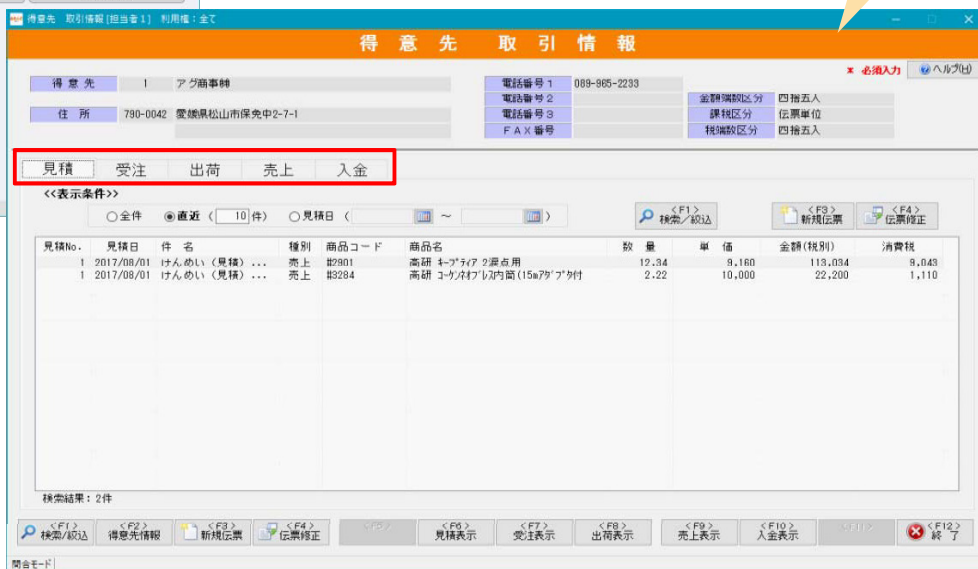 得意先 取引情報[担当者1] 利用権：全て
得意先 取引情報
× 必須入力 ヘルプ(H)
得意先 1 アグ商事㈱ 電話番号1 089-965-2233
電話番号2 金額端数区分 四捨五入
住所 790-0042 愛媛県松山市保免中2-7-1 電話番号3 課税区分 伝票単位
FAX番号 税端数区分 四捨五入
見積 受注 出荷 売上 入金
<<表示条件>>
○全件 ◉直近 ( 10 件) ○見積日 ( ～ ) <F1> 検索/絞込 <F3> 新規伝票 <F4> 伝票修正
見積No. 見積日 件 名 種別 商品コード 商品名 数 量 単 価 金額(税別) 消費税
1 2017/08/01 けんめい（見積）... 売上 #2901 高研 ｷｰﾌﾟﾃｨｱ 2涙点用 12.34 9,160 113,034 9,043
1 2017/08/01 けんめい（見積）... 売上 #3284 高研 ｺｰｹﾝﾈｵﾌﾞﾚｽ内筒(15mｱﾀﾞﾌﾟﾀ付 2.22 10,000 22,200 1,110
検索結果：2件
<F1> 検索/絞込 <F2> 得意先情報 <F3> 新規伝票 <F4> 伝票修正 <F5> <F6> 見積表示 <F7> 受注表示 <F8> 出荷表示 <F9> 売上表示 <F10> 入金表示 <F11> <F12> 終 了
問合モード